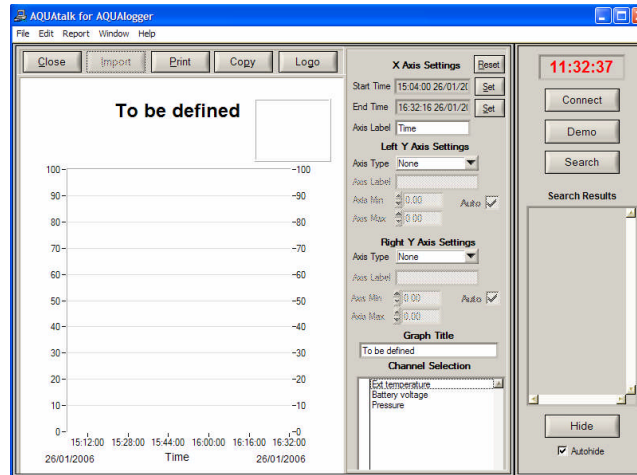 AQUAtalk for AQUAlogger
File Edit Report Window Help
Close Import Print Copy Logo
To be defined
100 100
90 90
80 80
70 70
60 60
50 50
40 40
30 30
20 20
10 10
0 0
15:12:00 15:28:00 15:44:00 16:00:00 16:16:00 16:32:00
26/01/2006 Time 26/01/2006
X Axis Settings Reset
Start Time 15:04:00 26/01/20 Set
End Time 16:32:16 26/01/20 Set
Axis Label Time
Left Y Axis Settings
Axis Type None
Axis Label
Axis Min 0.00 Auto
Axis Max 0.00
Right Y Axis Settings
Axis Type None
Axis Label
Axis Min 0.00 Auto
Axis Max 0.00
Graph Title
To be defined
Channel Selection
Ext temperature
Battery voltage
Pressure
11:32:37
Connect
Demo
Search
Search Results
Hide
Autohide